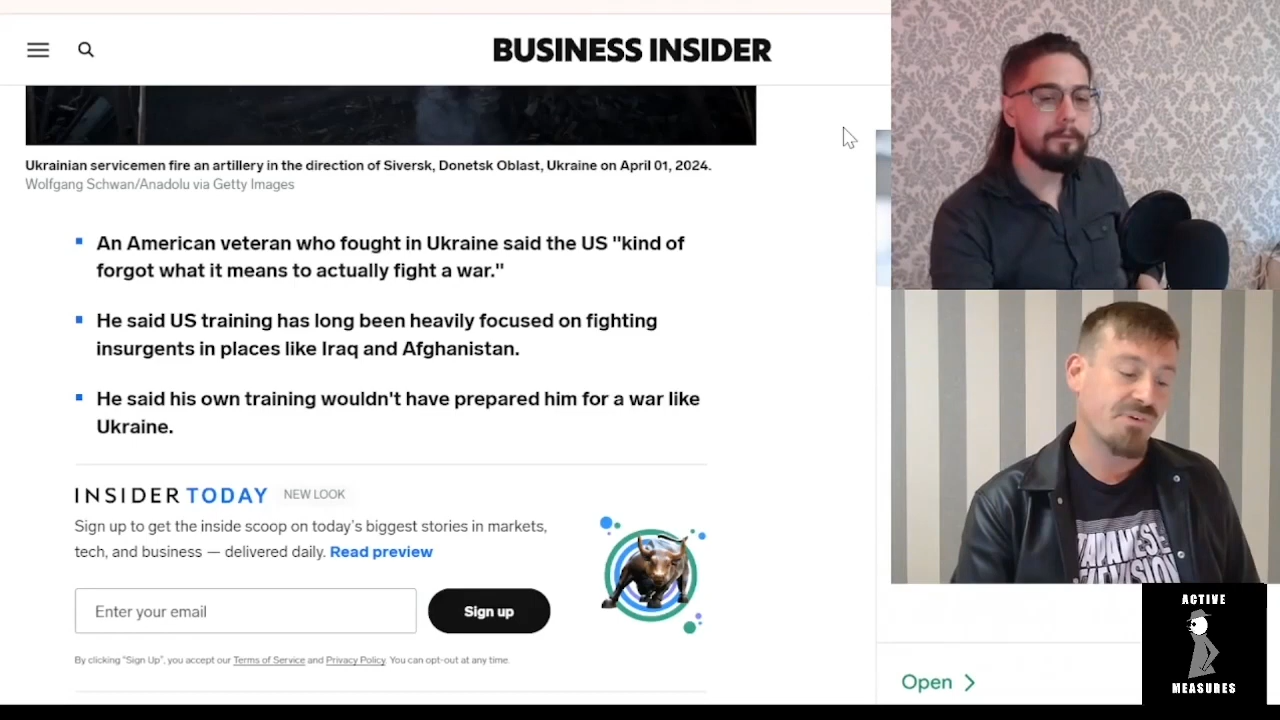 BUSINESS INSIDER
Ukrainian servicemen fire an artillery in the direction of Siversk, Donetsk Oblast, Ukraine on April 01, 2024.
Wolfgang Schwan/Anadolu via Getty Images
An American veteran who fought in Ukraine said the US "kind of
forgot what it means to actually fight a war."
He said US training has long been heavily focused on fighting
insurgents in places like Iraq and Afghanistan.
He said his own training wouldn't have prepared him for a war like
Ukraine.
INSIDER TODAY NEW LOOK
Sign up to get the inside scoop on today's biggest stories in markets,
tech, and business — delivered daily. Read preview
Enter your email
Sign up
By clicking "Sign Up", you accept our Terms of Service and Privacy Policy. You can opt-out at any time.
Open
JAPANESE
TELEVISION
ACTIVE
MEASURES